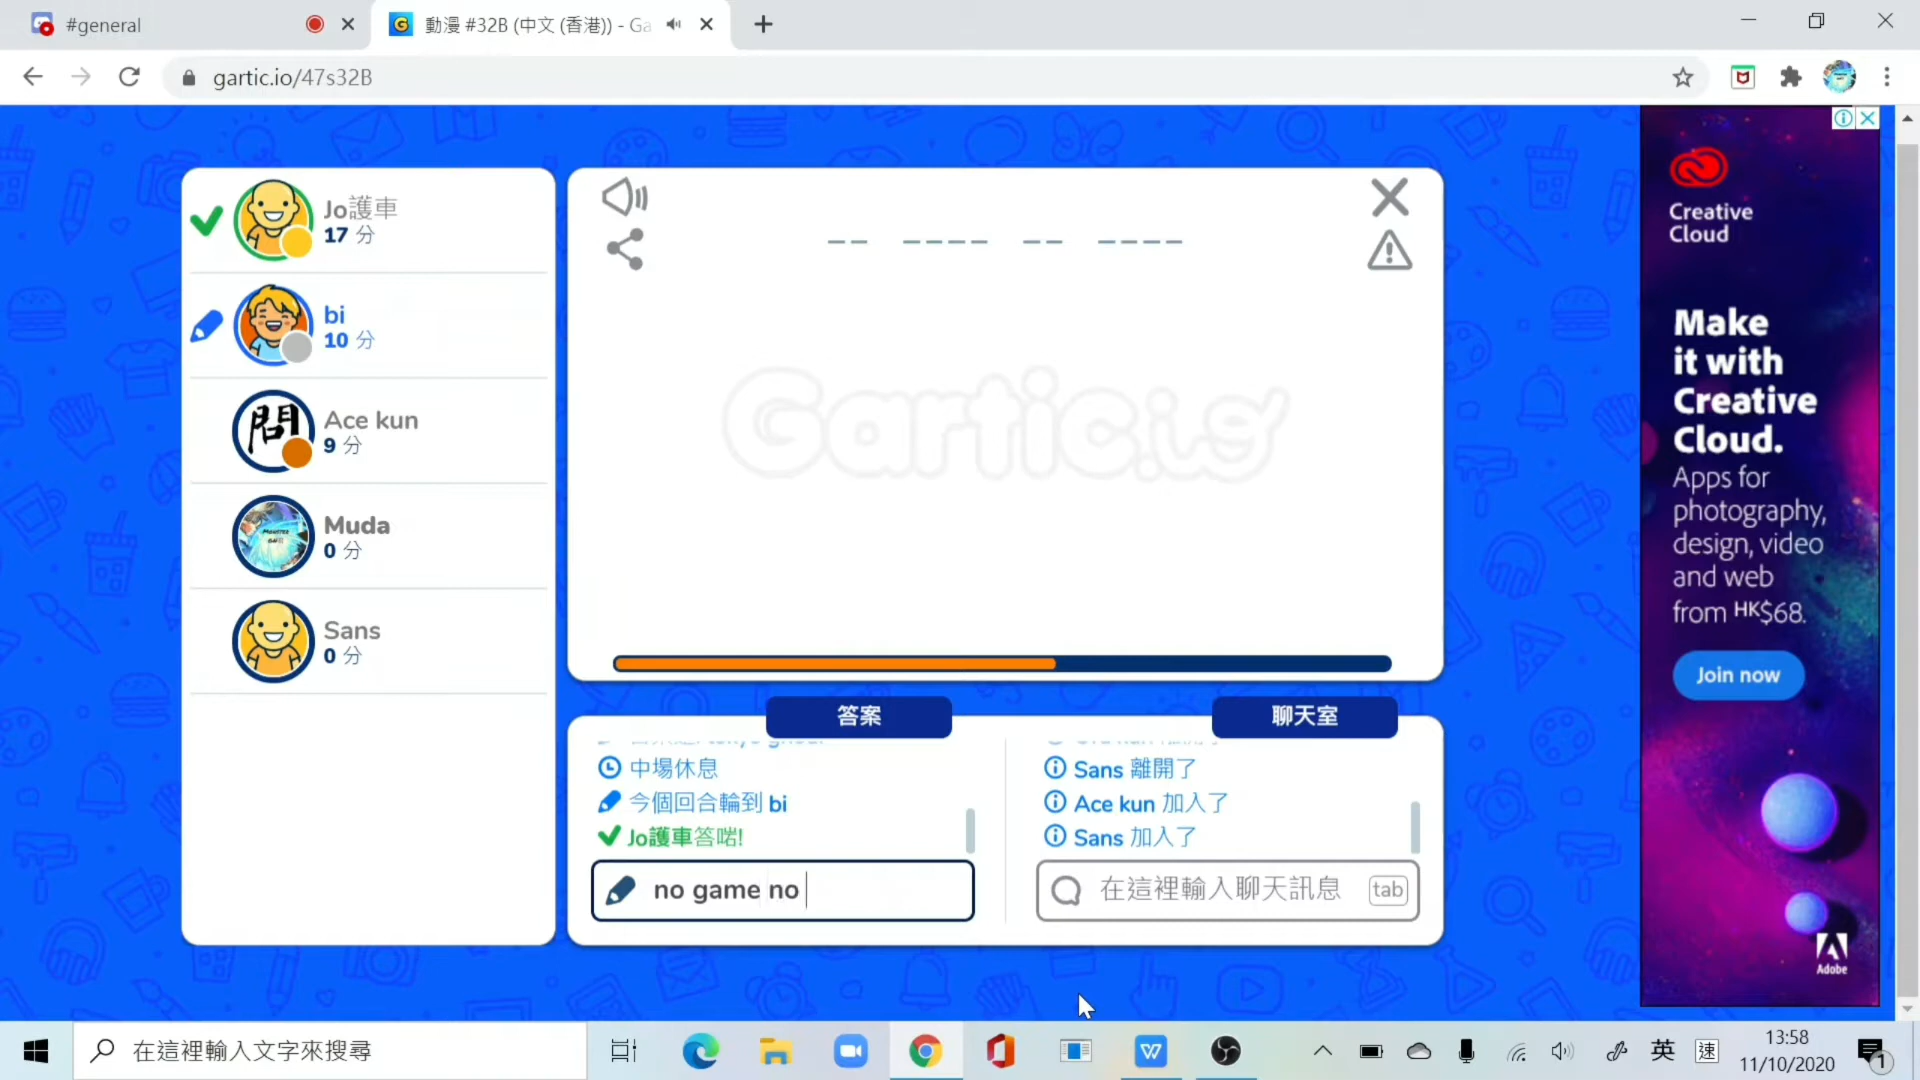 #general
動漫 #32B (中文 (香港)) - Ga
gartic.io/47s32B
Jo護車
17 分
bi
10 分
Ace kun
9 分
Muda
0 分
Sans
0 分
問
Gartic.io
答案
中場休息
今個回合輪到 bi
Jo護車答啱!
no game no
聊天室
Sans 離開了
Ace kun 加入了
Sans 加入了
在這裡輸入聊天訊息
tab
Creative
Cloud
Make
it with
Creative
Cloud.
Apps for
photography,
design, video
and web
from HK$68.
Join now
Adobe
在這裡輸入文字來搜尋
英
速
13:58
11/10/2020
1